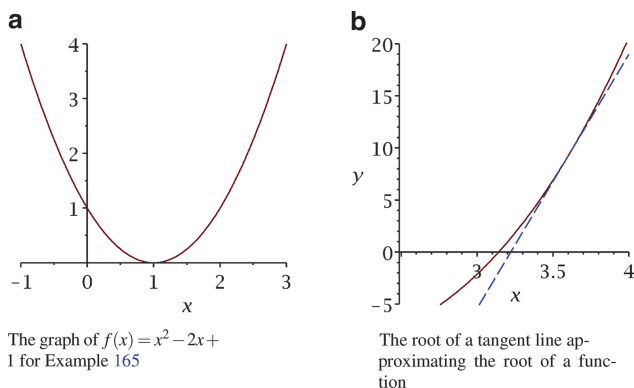 a
4
3
2
1
−1 0 1 2 3
x
The graph of f(x) = x² − 2x +
1 for Example 165
b
20
15
y 10
5
0
3 3.5 4
−5
x
The root of a tangent line ap-
proximating the root of a func-
tion